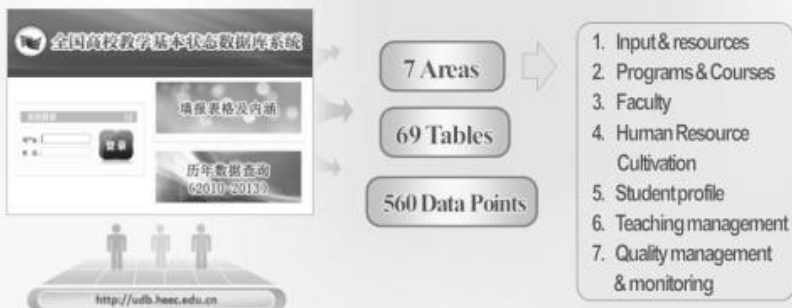 全国高校教学基本状态数据库系统
填报表格及内涵
登录
历年数据查询
(2010-2013)
http://udb.heec.edu.cn
7 Areas
69 Tables
560 Data Points
1. Input & resources
2. Programs & Courses
3. Faculty
4. Human Resource
Cultivation
5. Student profile
6. Teaching management
7. Quality management
& monitoring